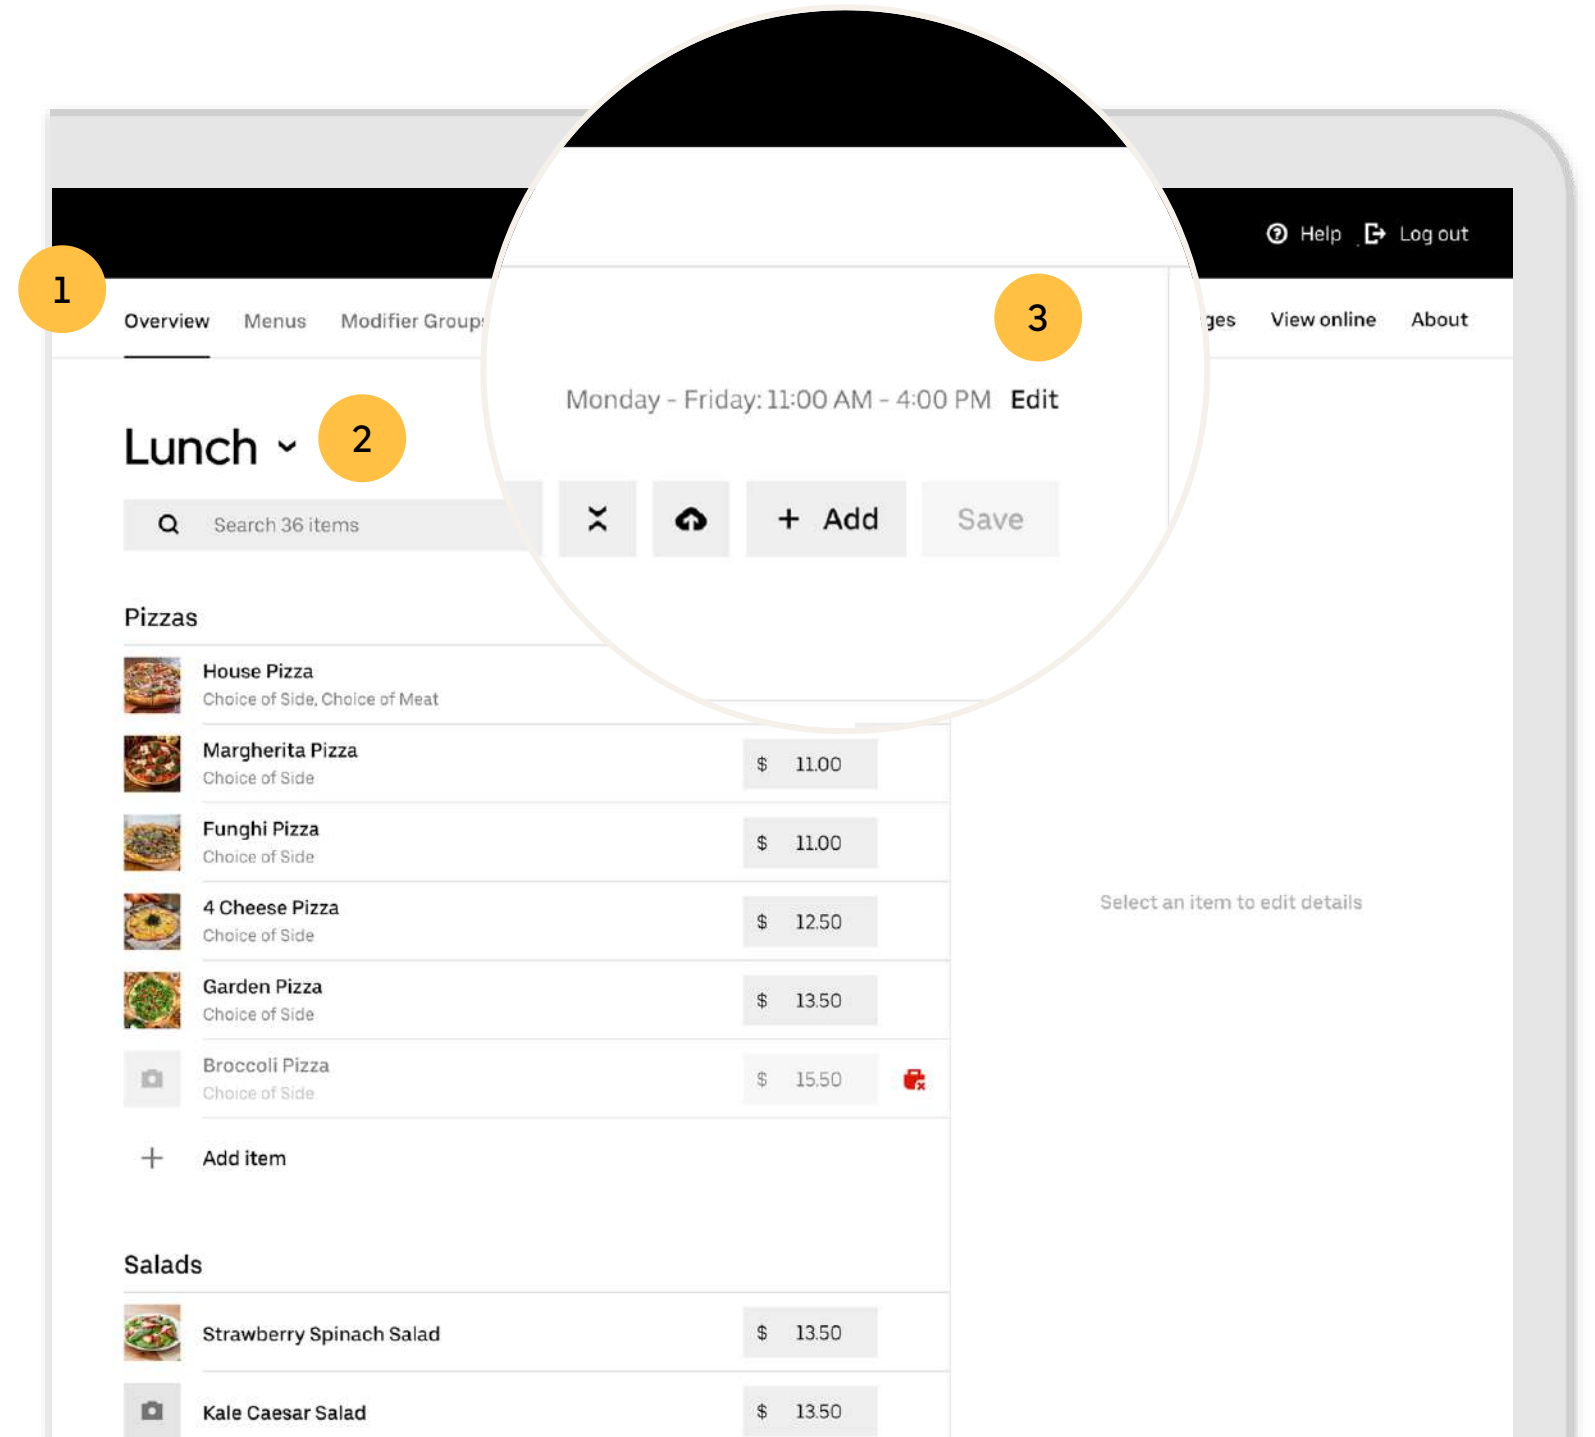 Help Log out
1
3
Overview Menus Modifier Groups
View online About
Monday - Friday: 11:00 AM - 4:00 PM Edit
Lunch
2
Search 36 items
+ Add Save
Pizzas
House Pizza
Choice of Side, Choice of Meat
Margherita Pizza
Choice of Side
$ 11.00
Funghi Pizza
Choice of Side
$ 11.00
4 Cheese Pizza
Choice of Side
$ 12.50
Garden Pizza
Choice of Side
$ 13.50
Broccoli Pizza
Choice of Side
$ 15.50
Select an item to edit details
+ Add item
Salads
Strawberry Spinach Salad
$ 13.50
Kale Caesar Salad
$ 13.50